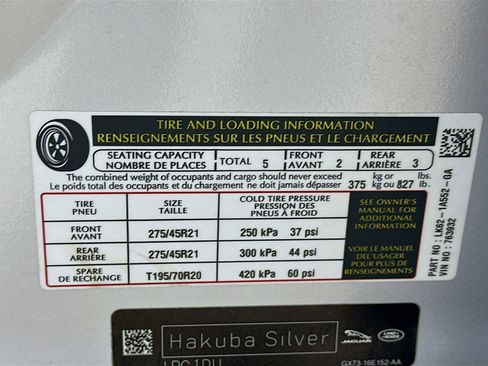 TIRE AND LOADING INFORMATION
RENSEIGNEMENTS SUR LES PNEUS ET LE CHARGEMENT
SEATING CAPACITY
NOMBRE DE PLACES
TOTAL 5
FRONT
AVANT 2
REAR
ARRIÈRE 3
The combined weight of occupants and cargo should never exceed
Le poids total des occupants et du chargement ne doit jamais dépasser
375 kg or lbs.
kg ou 827 lb.
TIRE
PNEU
SIZE
TAILLE
COLD TIRE PRESSURE
PRESSION DES
PNEUS À FROID
FRONT
AVANT
275/45R21
250 kPa 37 psi
REAR
ARRIÈRE
275/45R21
300 kPa 44 psi
SPARE
DE RECHANGE
T195/70R20
420 kPa 60 psi
SEE OWNER'S
MANUAL FOR
ADDITIONAL
INFORMATION
VOIR LE MANUEL
DEL'USAGER
POUR PLUS DE
RENSEIGNEMENTS
PART NO : LK62-1A552-GA
VIN NO : 763932
Hakuba Silver
JAGUAR
LAND ROVER
GX73-16E152-AA